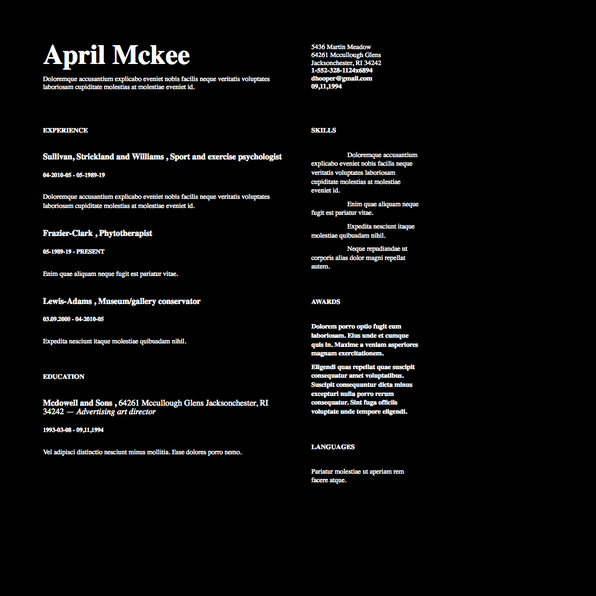 April Mckee
Doloremque accusantium explicabo eveniet nobis facilis neque veritatis voluptates
laboriosam cupiditate molestias at molestiae eveniet id.
5436 Martin Meadow
64261 Mccullough Glens
Jacksonchester, RI 34242
1-552-328-1124x6894
dhooper@gmail.com
09,11,1994
EXPERIENCE
Sullivan, Strickland and Williams , Sport and exercise psychologist
04-2010-05 - 05-1989-19
Doloremque accusantium explicabo eveniet nobis facilis neque veritatis voluptates
laboriosam cupiditate molestias at molestiae eveniet id.
Frazier-Clark , Phytotherapist
05-1989-19 - PRESENT
Enim quae aliquam neque fugit est pariatur vitae.
Lewis-Adams , Museum/gallery conservator
03.09.2000 - 04-2010-05
Expedita nesciunt itaque molestiae quibusdam nihil.
EDUCATION
Mcdowell and Sons , 64261 Mccullough Glens Jacksonchester, RI
34242 — Advertising art director
1993-03-08 - 09,11,1994
Vel adipisci distinctio nesciunt minus mollitia. Esse dolores porro nemo.
SKILLS
Doloremque accusantium
explicabo eveniet nobis facilis neque
veritatis voluptates laboriosam
cupiditate molestias at molestiae
eveniet id.
Enim quae aliquam neque
fugit est pariatur vitae.
Expedita nesciunt itaque
molestiae quibusdam nihil.
Neque repudiandae ut
corporis alias dolor magni repellat
autem.
AWARDS
Dolorem porro optio fugit eum
laboriosam. Eius unde et cumque
quis in. Maxime a veniam asperiores
magnam exercitationem.
Eligendi quas repellat quae suscipit
consequatur amet voluptatibus.
Suscipit consequuntur dicta minus
excepturi nulla porro rerum
consequatur. Sint fuga officiis
voluptate unde tempore eligendi.
LANGUAGES
Pariatur molestiae ut aperiam rem
facere atque.